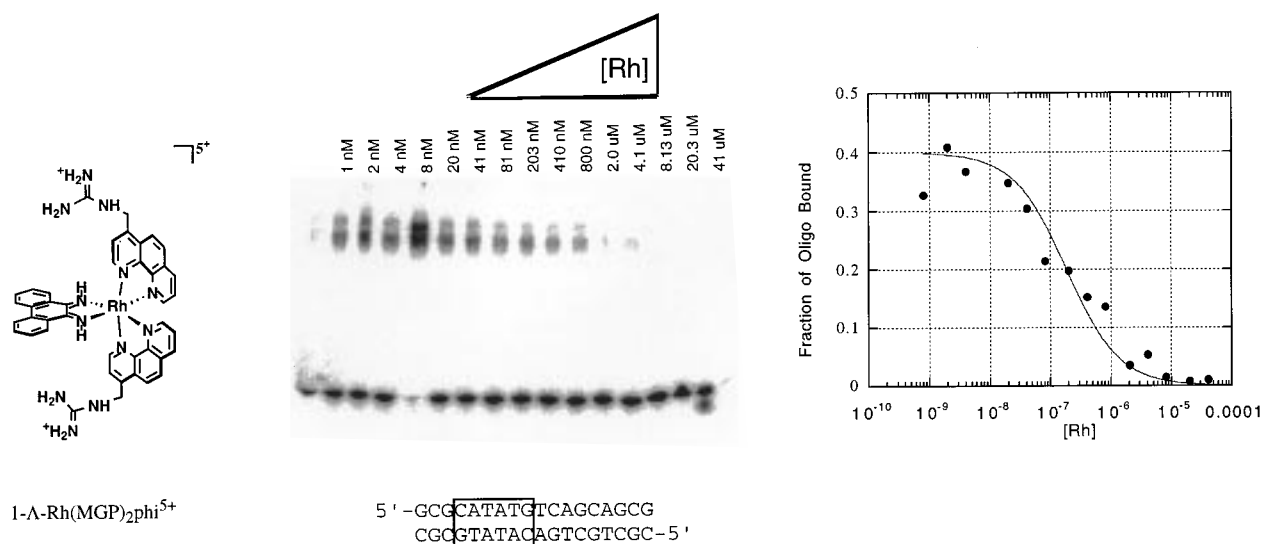 ]5+
+H2N
H2N
NH
H
N
N
Rh
N
N
H
N
N
H2N
NH
+H2N
1-Λ-Rh(MGP)2phi5+
[Rh]
1 nM
2 nM
4 nM
8 nM
20 nM
41 nM
81 nM
203 nM
410 nM
800 nM
2.0 uM
4.1 uM
8.13 uM
20.3 uM
41 uM
5'-GCGCATATGTCAGCAGCG
CGCGTATACAGTCGTCGC-5'
Fraction of Oligo Bound
0.5
0.4
0.3
0.2
0.1
0
10-10 10-9 10-8 10-7 10-6 10-5 0.0001
[Rh]